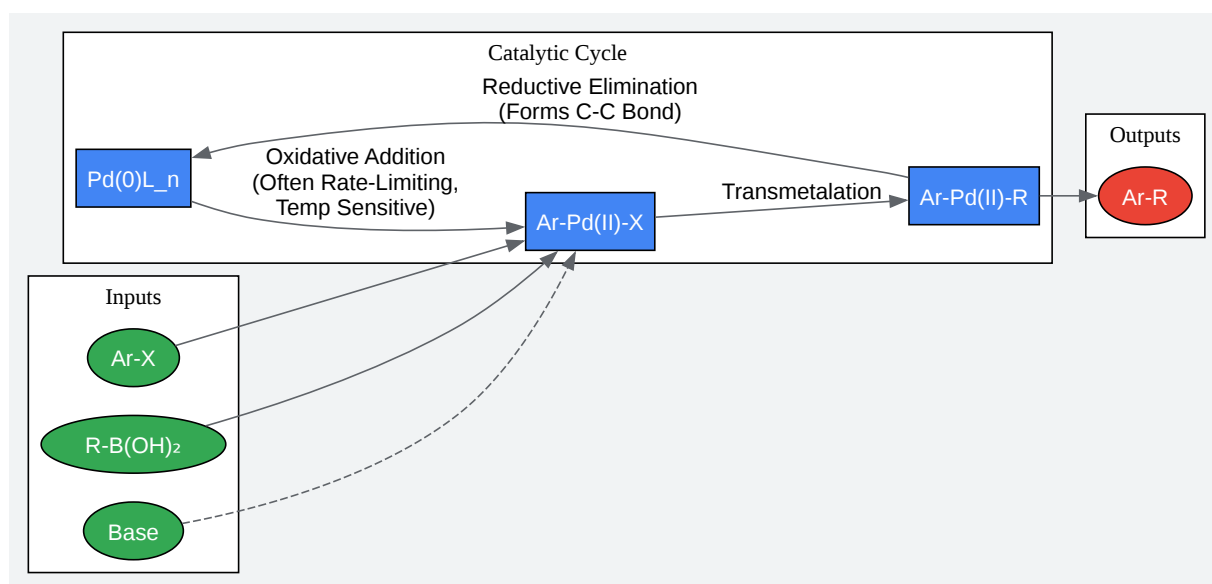 Catalytic Cycle
Reductive Elimination
(Forms C-C Bond)
Outputs
Pd(0)L_n
Oxidative Addition
(Often Rate-Limiting,
Temp Sensitive)
Ar-Pd(II)-X
Transmetalation
Ar-Pd(II)-R
Ar-R
Inputs
Ar-X
R-B(OH)₂
Base